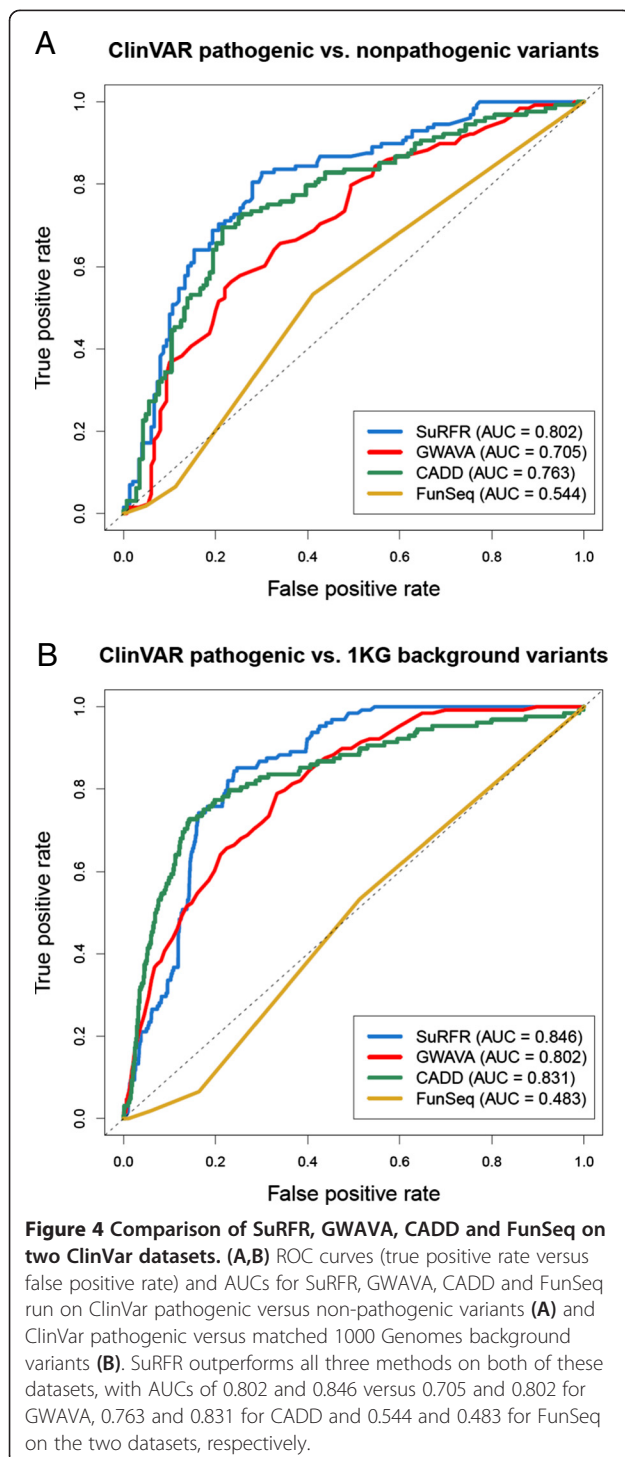 A
ClinVAR pathogenic vs. nonpathogenic variants
True positive rate
1.0
0.8
0.6
0.4
0.2
0.0
SuRFR (AUC = 0.802)
GWAVA (AUC = 0.705)
CADD (AUC = 0.763)
FunSeq (AUC = 0.544)
0.0 0.2 0.4 0.6 0.8 1.0
False positive rate
B
ClinVAR pathogenic vs. 1KG background variants
True positive rate
1.0
0.8
0.6
0.4
0.2
0.0
SuRFR (AUC = 0.846)
GWAVA (AUC = 0.802)
CADD (AUC = 0.831)
FunSeq (AUC = 0.483)
0.0 0.2 0.4 0.6 0.8 1.0
False positive rate
Figure 4 Comparison of SuRFR, GWAVA, CADD and FunSeq on
two ClinVar datasets. (A,B) ROC curves (true positive rate versus
false positive rate) and AUCs for SuRFR, GWAVA, CADD and FunSeq
run on ClinVar pathogenic versus non-pathogenic variants (A) and
ClinVar pathogenic versus matched 1000 Genomes background
variants (B). SuRFR outperforms all three methods on both of these
datasets, with AUCs of 0.802 and 0.846 versus 0.705 and 0.802 for
GWAVA, 0.763 and 0.831 for CADD and 0.544 and 0.483 for FunSeq
on the two datasets, respectively.